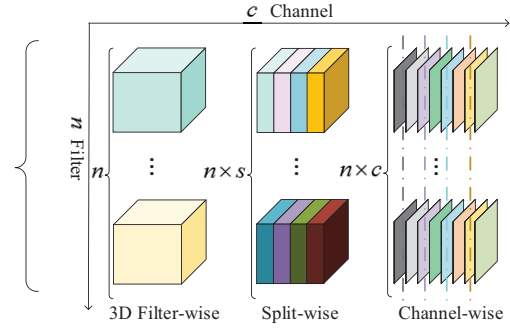 c Channel
n Filter
n
n × s
n × c
3D Filter-wise
Split-wise
Channel-wise